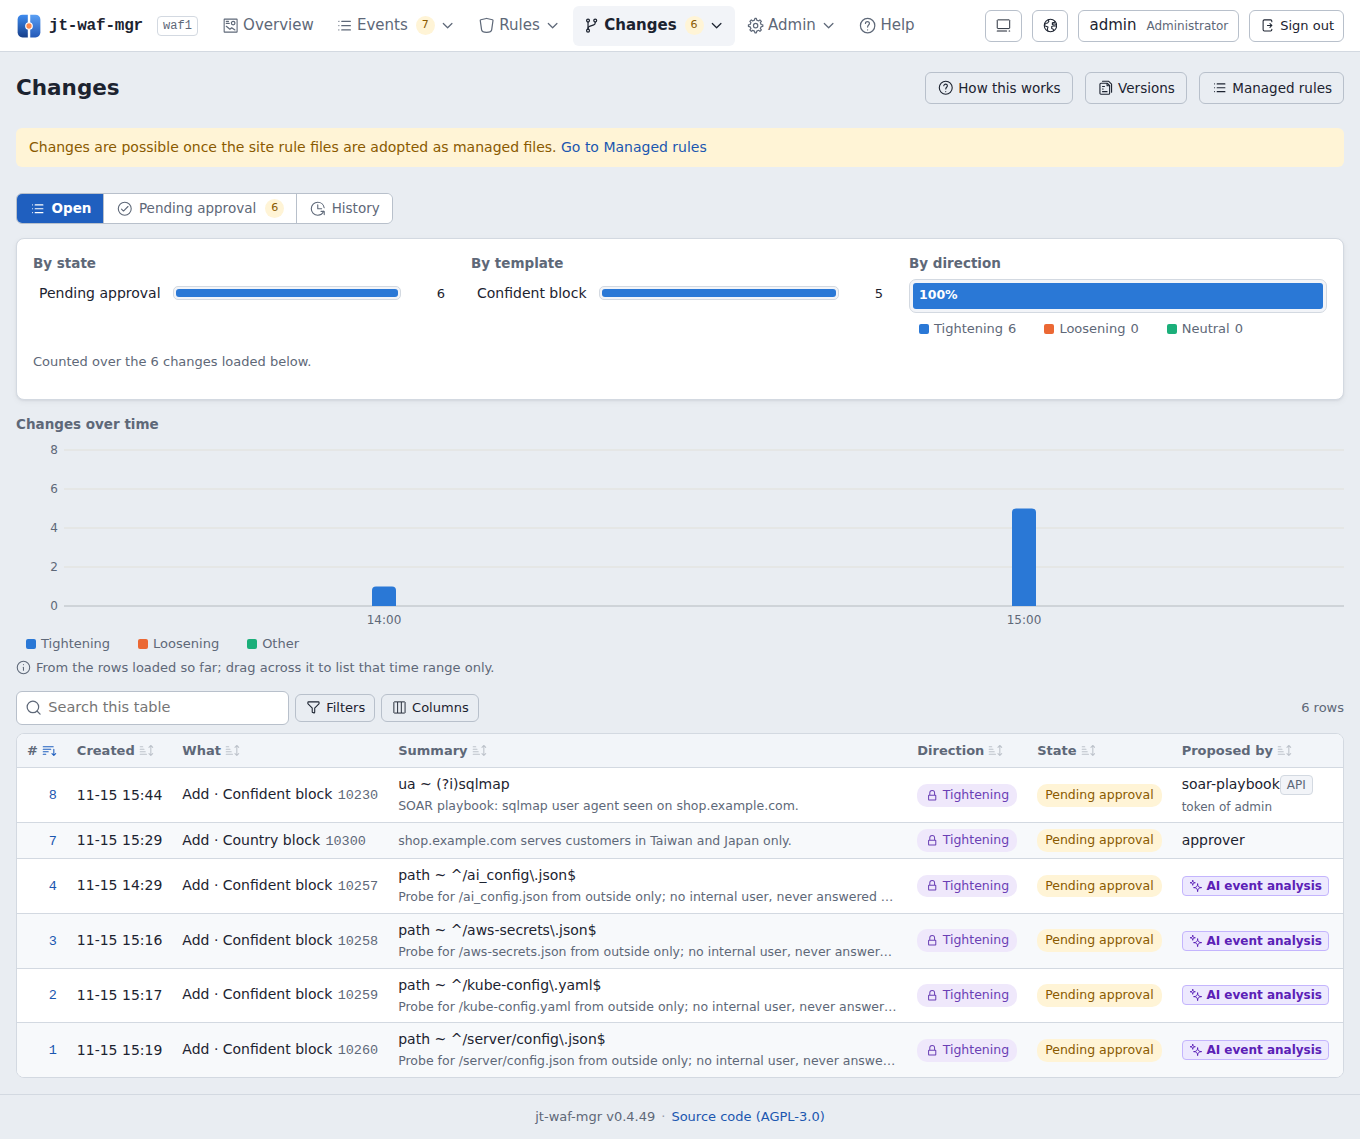 jt-waf-mgr waf1 Overview Events 7 Rules Changes 6 Admin Help admin Administrator Sign out
Changes How this works Versions Managed rules
Changes are possible once the site rule files are adopted as managed files. Go to Managed rules
Open Pending approval 6 History
By state By template By direction
Pending approval 6 Confident block 5 100%
Tightening 6 Loosening 0 Neutral 0
Counted over the 6 changes loaded below.
Changes over time
8
6
4
2
0
14:00 15:00
Tightening Loosening Other
From the rows loaded so far; drag across it to list that time range only.
Search this table Filters Columns 6 rows
# Created What Summary Direction State Proposed by
8 11-15 15:44 Add · Confident block 10230 ua ~ (?i)sqlmap Tightening Pending approval soar-playbook API
SOAR playbook: sqlmap user agent seen on shop.example.com. token of admin
7 11-15 15:29 Add · Country block 10300 shop.example.com serves customers in Taiwan and Japan only. Tightening Pending approval approver
4 11-15 14:29 Add · Confident block 10257 path ~ ^/ai_config\.json$ Tightening Pending approval AI event analysis
Probe for /ai_config.json from outside only; no internal user, never answered …
3 11-15 15:16 Add · Confident block 10258 path ~ ^/aws-secrets\.json$ Tightening Pending approval AI event analysis
Probe for /aws-secrets.json from outside only; no internal user, never answer…
2 11-15 15:17 Add · Confident block 10259 path ~ ^/kube-config\.yaml$ Tightening Pending approval AI event analysis
Probe for /kube-config.yaml from outside only; no internal user, never answer…
1 11-15 15:19 Add · Confident block 10260 path ~ ^/server/config\.json$ Tightening Pending approval AI event analysis
Probe for /server/config.json from outside only; no internal user, never answe…
jt-waf-mgr v0.4.49 · Source code (AGPL-3.0)